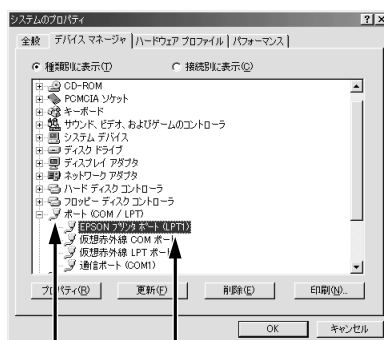 システムのプロパティ
全般 デバイス マネージャ ハードウェア プロファイル パフォーマンス
種類別に表示(T) 接続別に表示(C)
CD-ROM
PCMCIA ソケット
キーボード
サウンド、ビデオ、およびゲームのコントローラ
システム デバイス
ディスク ドライブ
ディスプレイ アダプタ
ネットワーク アダプタ
ハード ディスク コントローラ
フロッピー ディスク コントローラ
ポート (COM / LPT)
EPSON プリンタ ポート (LPT1)
仮想赤外線 COM ポート
仮想赤外線 LPT ポート
通信ポート (COM1)
プロパティ(R) 更新(F) 削除(E) 印刷(N)...
OK キャンセル